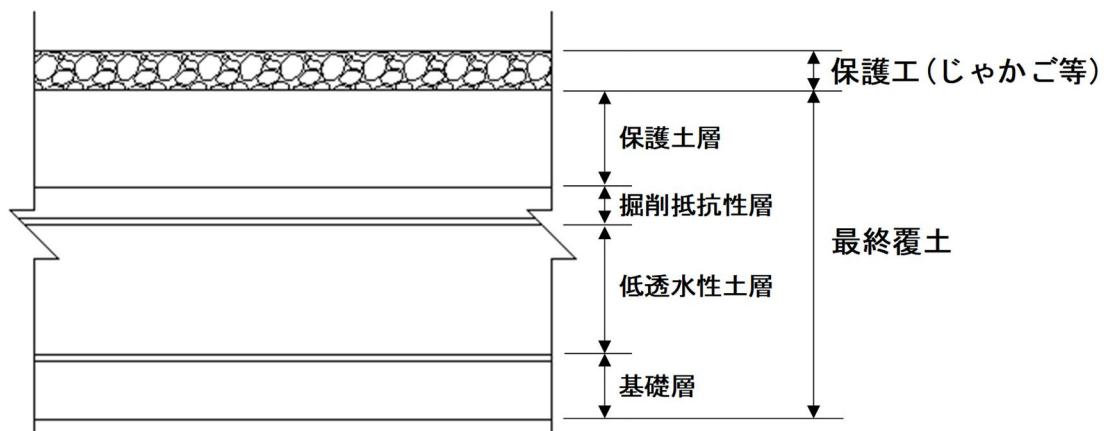 保護工(じゃかご等)
保護土層
掘削抵抗性層
最終覆土
低透水性土層
基礎層